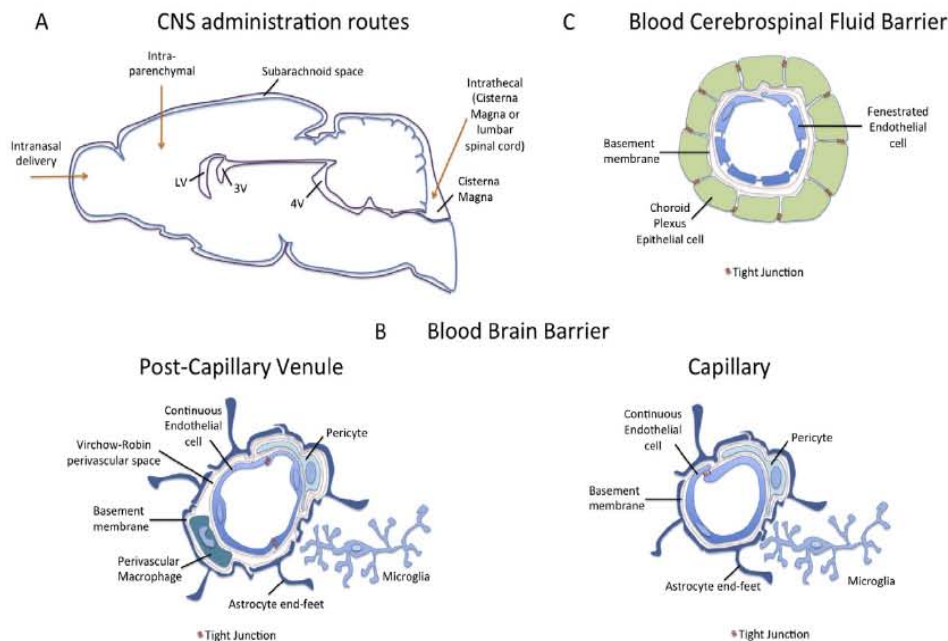 A
CNS administration routes
Intra-
parenchymal
Subarachnoid space
Intrathecal
(Cisterna
Magna or
lumbar
spinal cord)
Intranasal
delivery
LV
3V
4V
Cisterna
Magna
C
Blood Cerebrospinal Fluid Barrier
Fenestrated
Endothelial
cell
Basement
membrane
Choroid
Plexus
Epithelial cell
Tight Junction
B
Blood Brain Barrier
Post-Capillary Venule
Continuous
Endothelial
cell
Pericyte
Virchow-Robin
perivascular space
Basement
membrane
Perivascular
Macrophage
Microglia
Astrocyte end-feet
Tight Junction
Capillary
Continuous
Endothelial
cell
Pericyte
Basement
membrane
Microglia
Astrocyte end-feet
Tight Junction